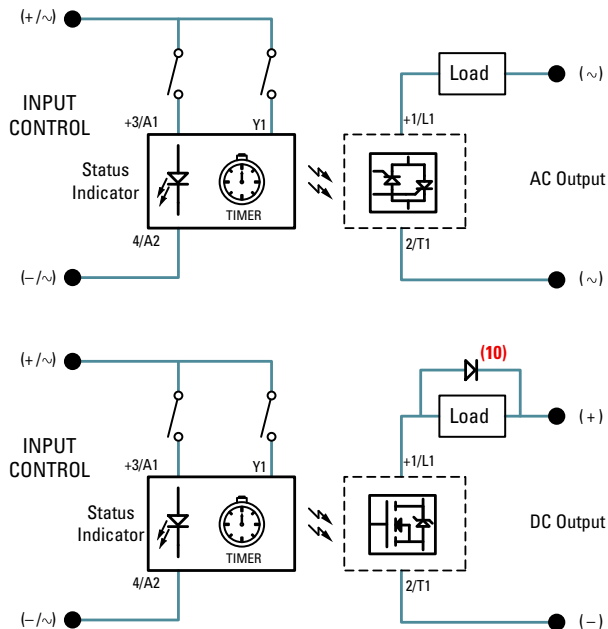 (+/∿)
(∿)
Load
INPUT
CONTROL
+3/A1
Y1
+1/L1
Status
Indicator
TIMER
AC Output
4/A2
2/T1
(−/∿)
(∿)
(+/∿)
(10)
Load
(+)
INPUT
CONTROL
+3/A1
Y1
+1/L1
Status
Indicator
TIMER
DC Output
4/A2
2/T1
(−/∿)
(−)